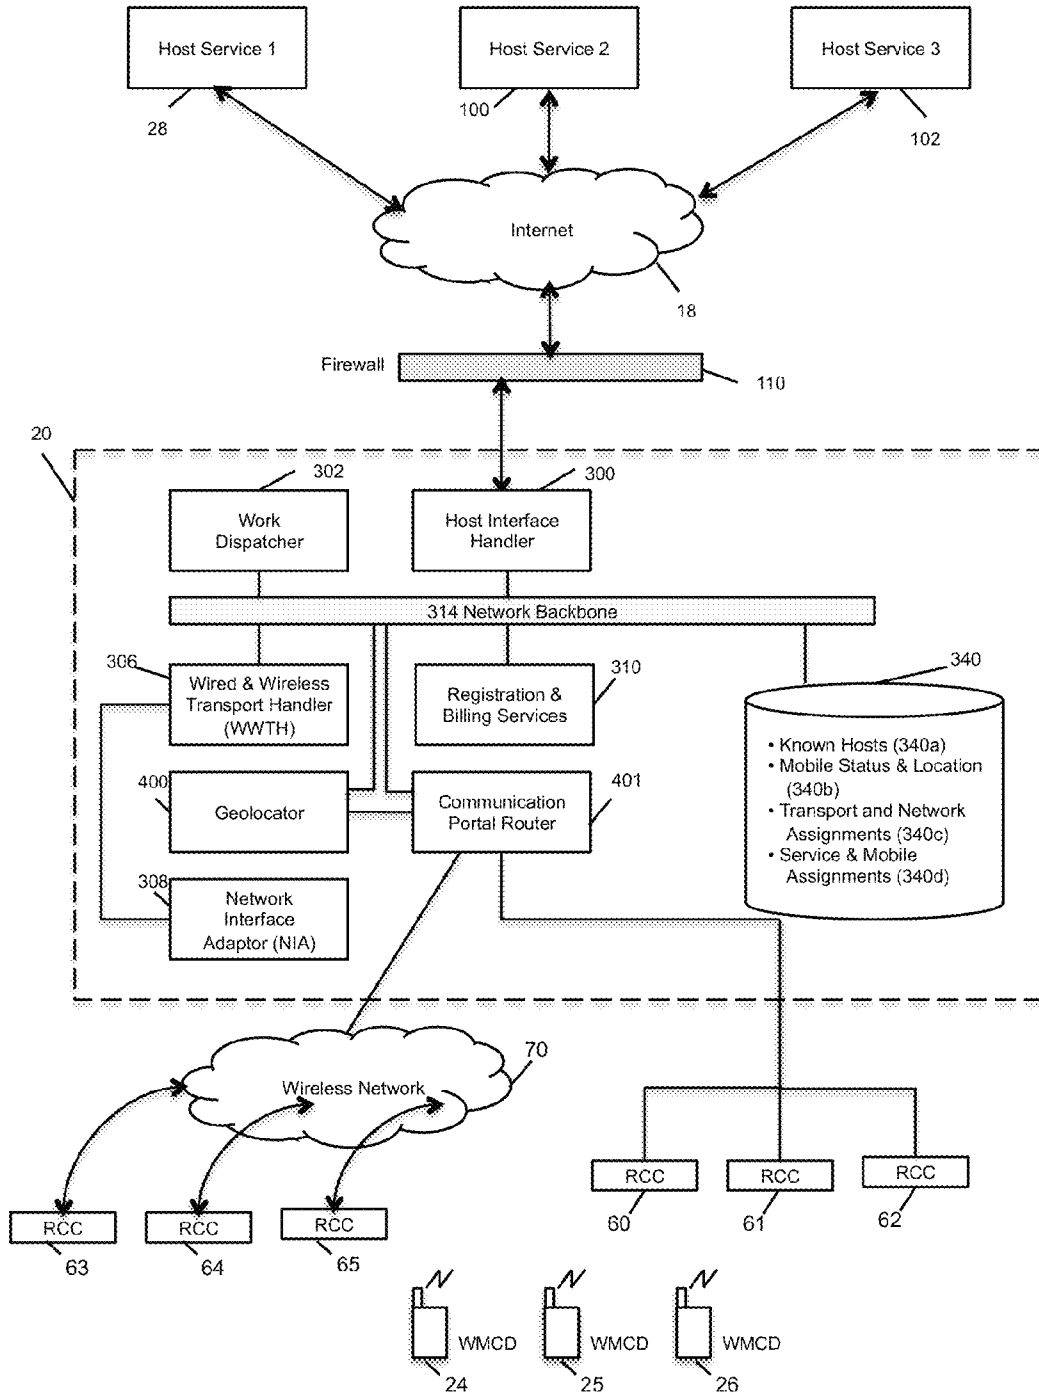 Host Service 1
Host Service 2
Host Service 3
28
100
102
Internet
18
Firewall
110
20
302
300
Work
Dispatcher
Host Interface
Handler
314 Network Backbone
306
Wired & Wireless
Transport Handler
(WWTH)
310
Registration &
Billing Services
340
• Known Hosts (340a)
• Mobile Status & Location
(340b)
• Transport and Network
Assignments (340c)
• Service & Mobile
Assignments (340d)
400
Geolocator
401
Communication
Portal Router
308
Network
Interface
Adaptor (NIA)
70
Wireless Network
RCC
RCC
RCC
60
61
62
RCC
RCC
RCC
63
64
65
WMCD
WMCD
WMCD
24
25
26